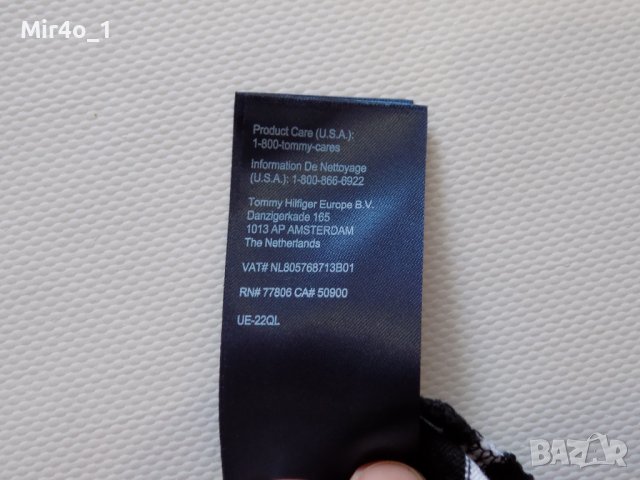 Mir4o_1
Product Care (U.S.A.):
1-800-tommy-cares
Information De Nettoyage
(U.S.A.): 1-800-866-6922
Tommy Hilfiger Europe B.V.
Danzigerkade 165
1013 AP AMSTERDAM
The Netherlands
VAT# NL805768713B01
RN# 77806 CA# 50900
UE-22QL
BAZAR